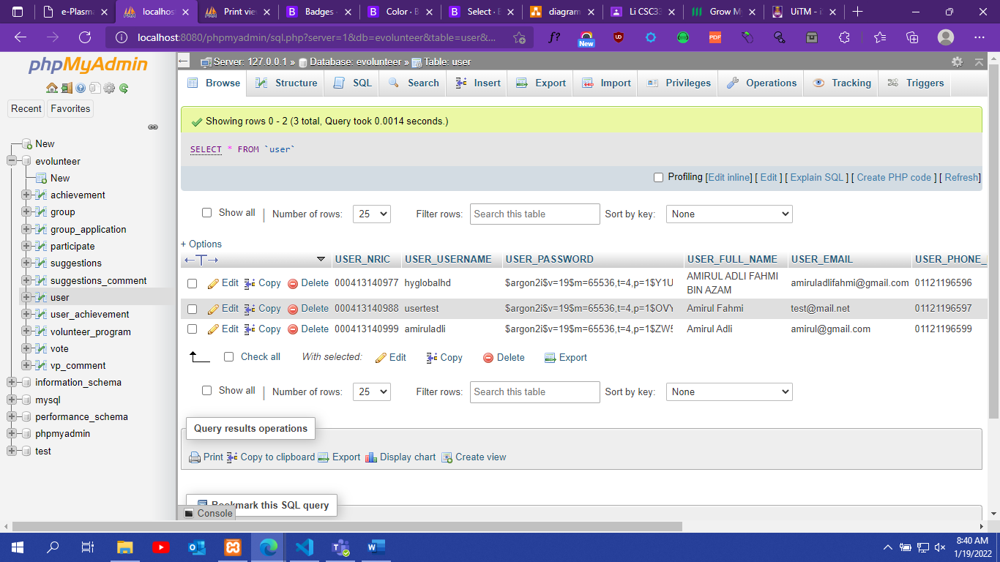 e-Plasma
localhos
Print vie
Badges
Color · B
Select · B
diagram
Li CSC33
Grow M
UiTM - i
localhost:8080/phpmyadmin/sql.php?server=1&db=evolunteer&table=user&...
f?
New
PDF
phpMyAdmin
Recent Favorites
New
evolunteer
New
achievement
group
group_application
participate
suggestions
suggestions_comment
user
user_achievement
volunteer_program
vote
vp_comment
information_schema
mysql
performance_schema
phpmyadmin
test
Server: 127.0.0.1 » Database: evolunteer » Table: user
Browse Structure SQL Search Insert Export Import Privileges Operations Tracking Triggers
Showing rows 0 - 2 (3 total, Query took 0.0014 seconds.)
SELECT * FROM `user`
Profiling [Edit inline] [ Edit ] [ Explain SQL ] [ Create PHP code ] [ Refresh]
Show all | Number of rows: 25 Filter rows: Search this table Sort by key: None
+ Options
←T→ USER_NRIC USER_USERNAME USER_PASSWORD USER_FULL_NAME USER_EMAIL USER_PHONE_
Edit Copy Delete 000413140977 hyglobalhd $argon2i$v=19$m=65536,t=4,p=1$Y1U AMIRUL ADLI FAHMI BIN AZAM amiruladlifahmi@gmail.com 01121196596
Edit Copy Delete 000413140988 usertest $argon2i$v=19$m=65536,t=4,p=1$OVY Amirul Fahmi test@mail.net 01121196597
Edit Copy Delete 000413140999 amiruladli $argon2i$v=19$m=65536,t=4,p=1$ZW5 Amirul Adli amirul@gmail.com 01121196599
Check all With selected: Edit Copy Delete Export
Show all | Number of rows: 25 Filter rows: Search this table Sort by key: None
Query results operations
Print Copy to clipboard Export Display chart Create view
Bookmark this SQL query
Console
8:40 AM
1/19/2022